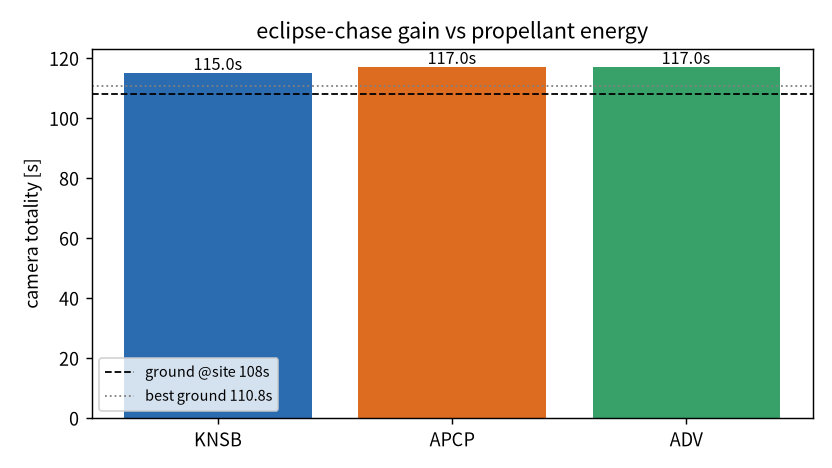 eclipse-chase gain vs propellant energy
115.0s
117.0s
117.0s
camera totality [s]
120
100
80
60
40
20
0
ground @site 108s
best ground 110.8s
KNSB
APCP
ADV